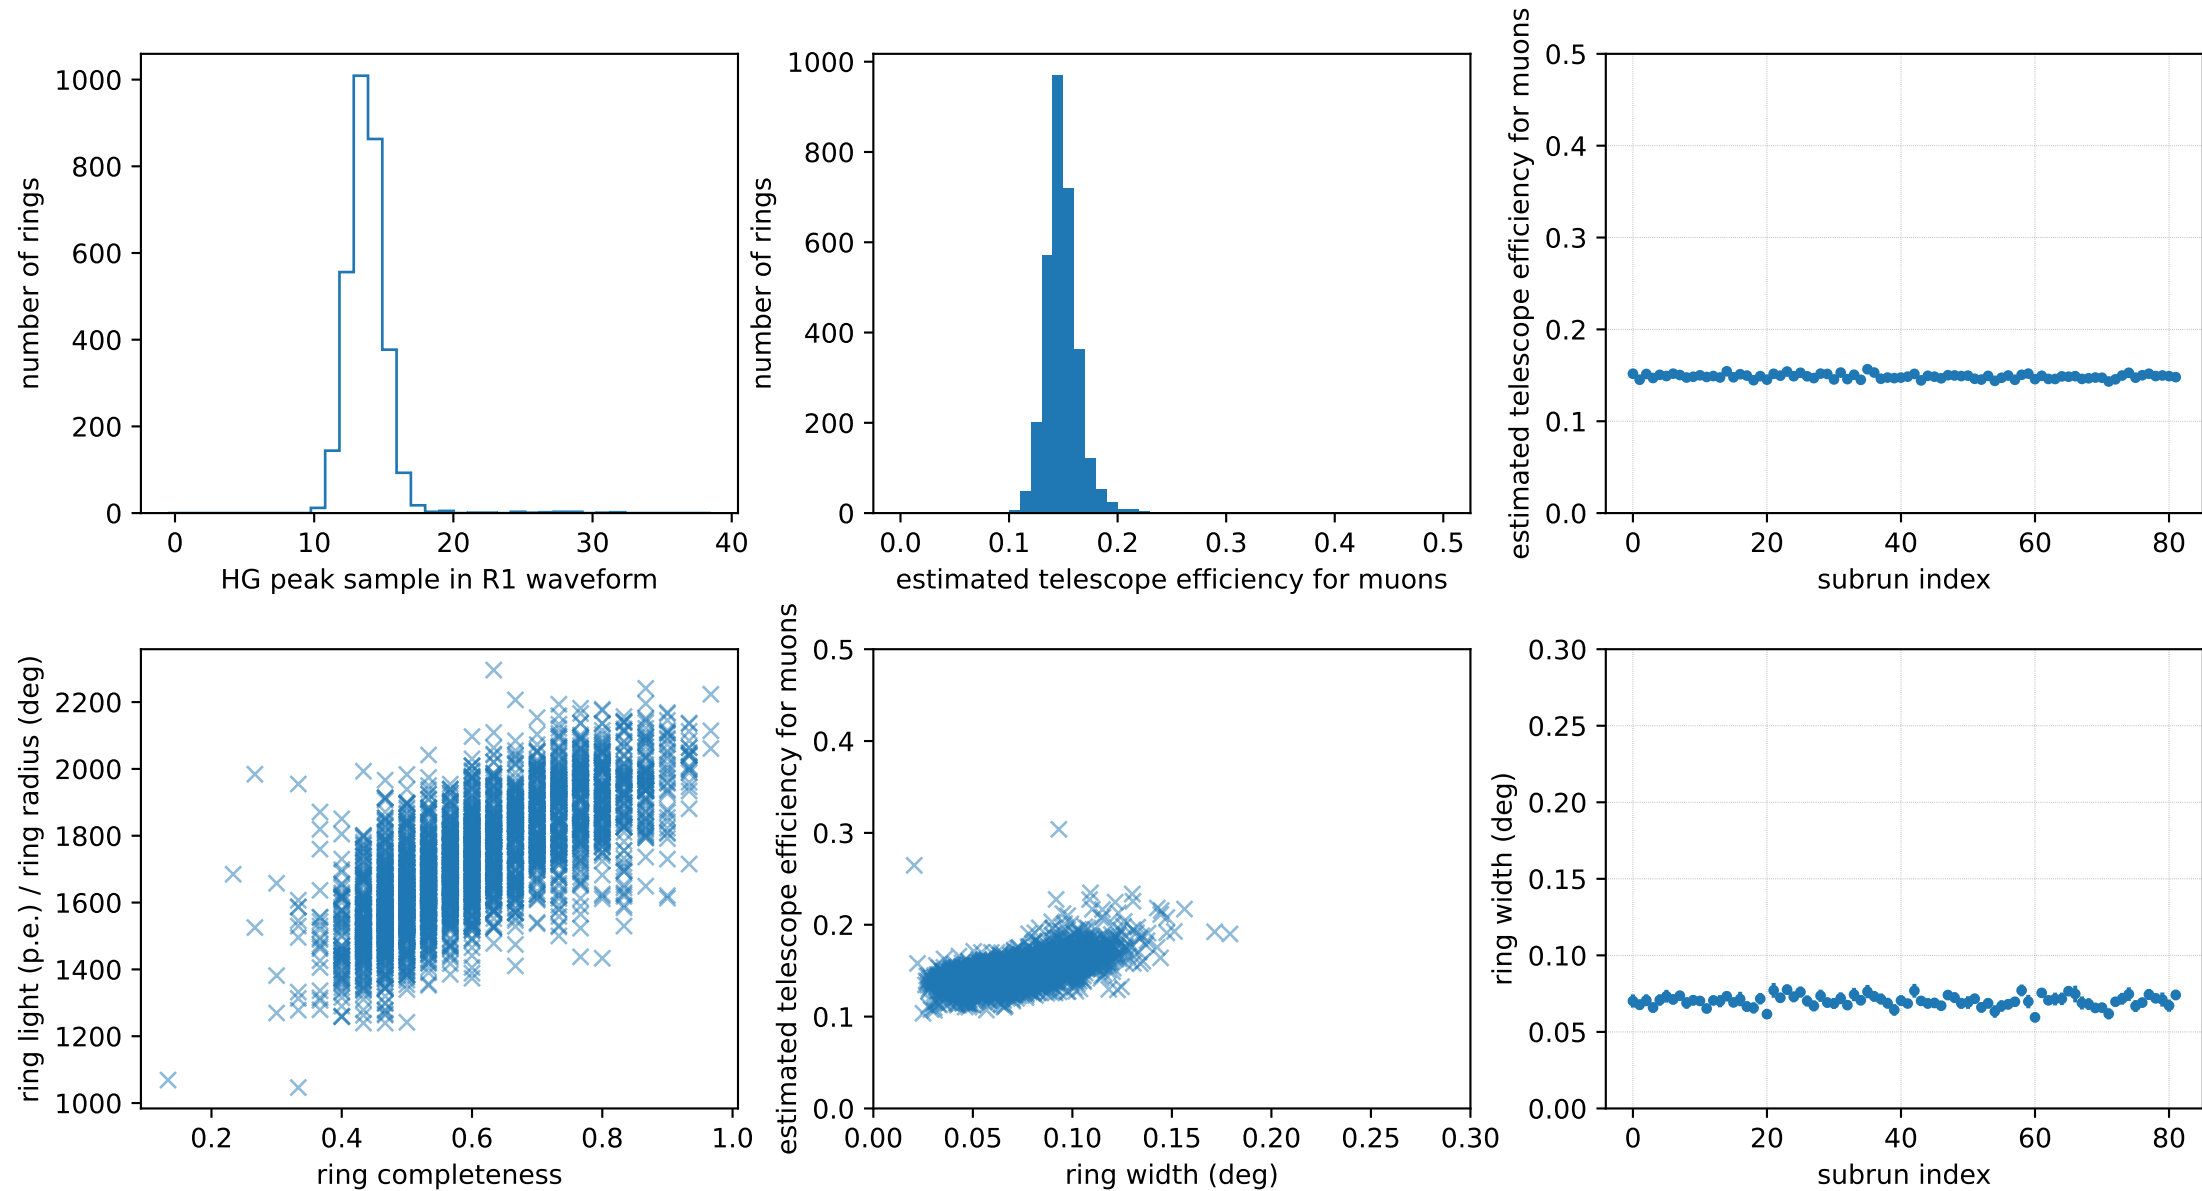 number of rings
1000
800
600
400
200
0
0 10 20 30 40
HG peak sample in R1 waveform
number of rings
1000
800
600
400
200
0
0.0 0.1 0.2 0.3 0.4 0.5
estimated telescope efficiency for muons
estimated telescope efficiency for muons
0.5
0.4
0.3
0.2
0.1
0.0
0 20 40 60 80
subrun index
ring light (p.e.) / ring radius (deg)
2200
2000
1800
1600
1400
1200
1000
0.2 0.4 0.6 0.8 1.0
ring completeness
estimated telescope efficiency for muons
0.5
0.4
0.3
0.2
0.1
0.0
0.00 0.05 0.10 0.15 0.20 0.25 0.30
ring width (deg)
ring width (deg)
0.30
0.25
0.20
0.15
0.10
0.05
0.00
0 20 40 60 80
subrun index